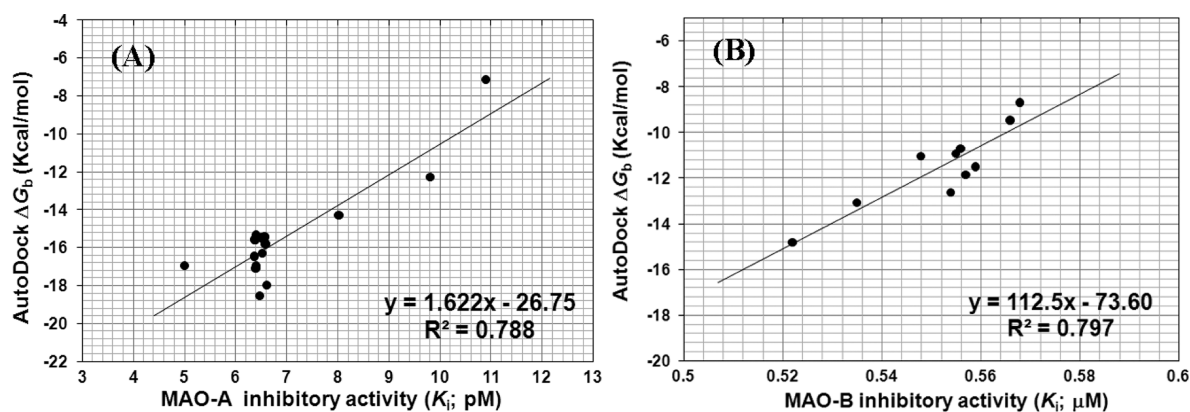 (A)
AutoDock ΔGb (Kcal/mol)
-4
-6
-8
-10
-12
-14
-16
-18
-20
-22
3 4 5 6 7 8 9 10 11 12 13
y = 1.622x - 26.75
R² = 0.788
MAO-A inhibitory activity (Ki; pM)
(B)
AutoDock ΔGb (Kcal/mol)
-6
-8
-10
-12
-14
-16
-18
-20
0.5 0.52 0.54 0.56 0.58 0.6
y = 112.5x - 73.60
R² = 0.797
MAO-B inhibitory activity (Ki; μM)